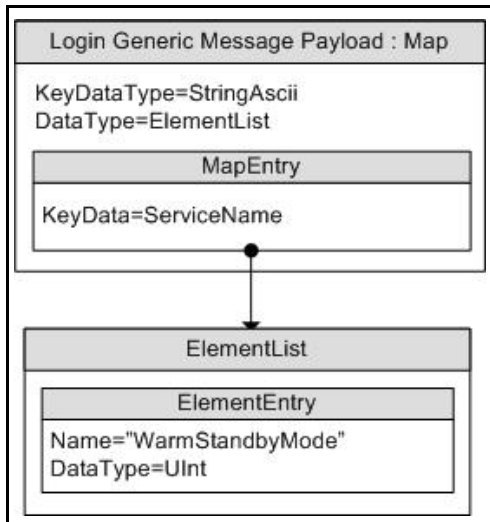 Login Generic Message Payload : Map
KeyDataType=StringAscii
DataType=ElementList
MapEntry
KeyData=ServiceName
ElementList
ElementEntry
Name="WarmStandbyMode"
DataType=UInt